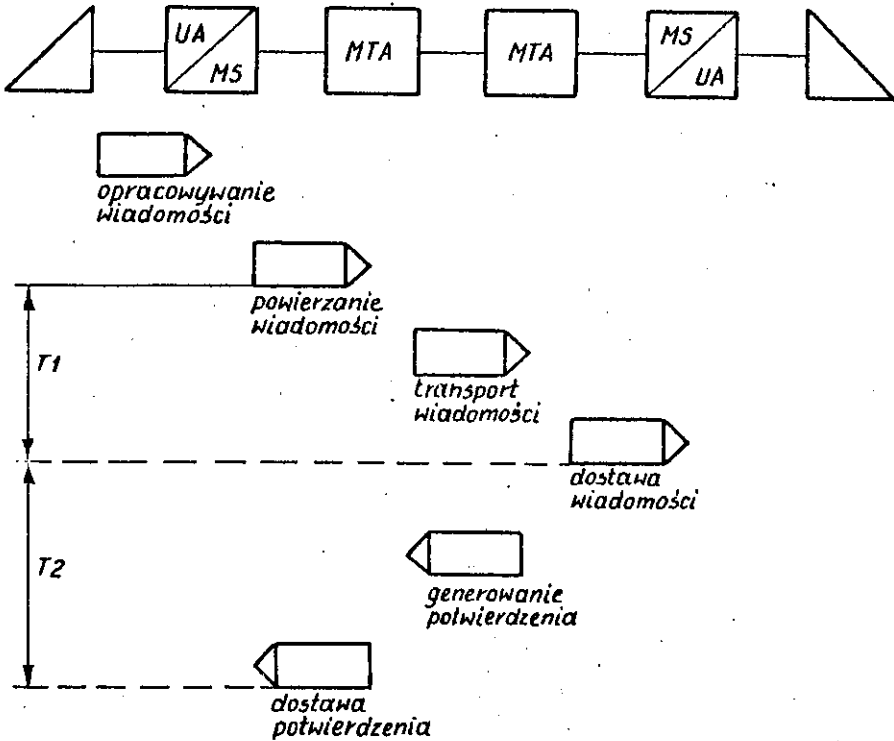 UA
MS
MTA
MTA
MS
UA
opracowywanie
wiadomości
powierzanie
wiadomości
T1
transport
wiadomości
dostawa
wiadomości
T2
generowanie
potwierdzenia
dostawa
potwierdzenia